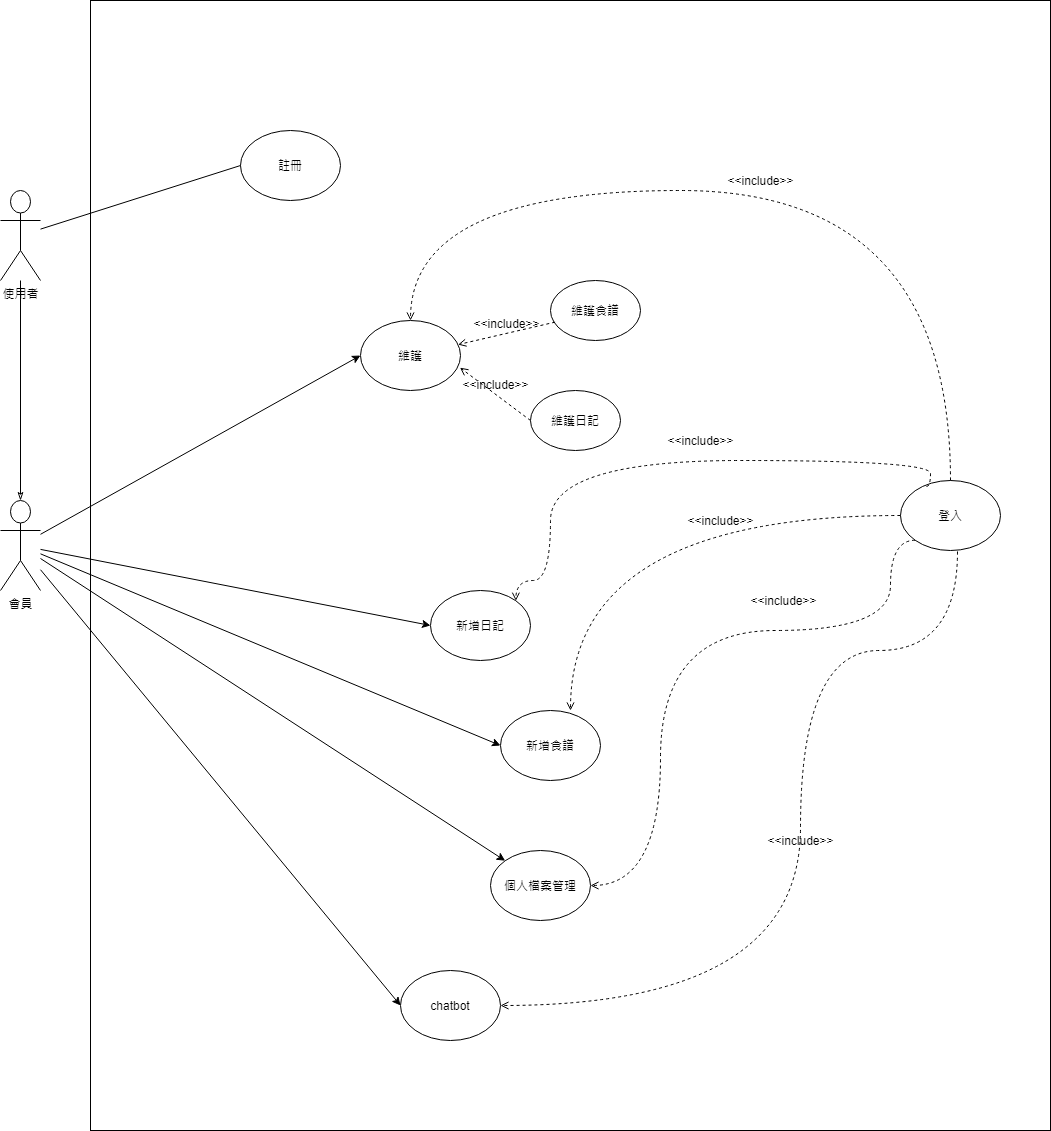 註冊
<<include>>
使用者
維護食譜
<<include>>
維護
<<include>>
維護日記
<<include>>
登入
<<include>>
會員
<<include>>
新增日記
新增食譜
<<include>>
個人檔案管理
chatbot